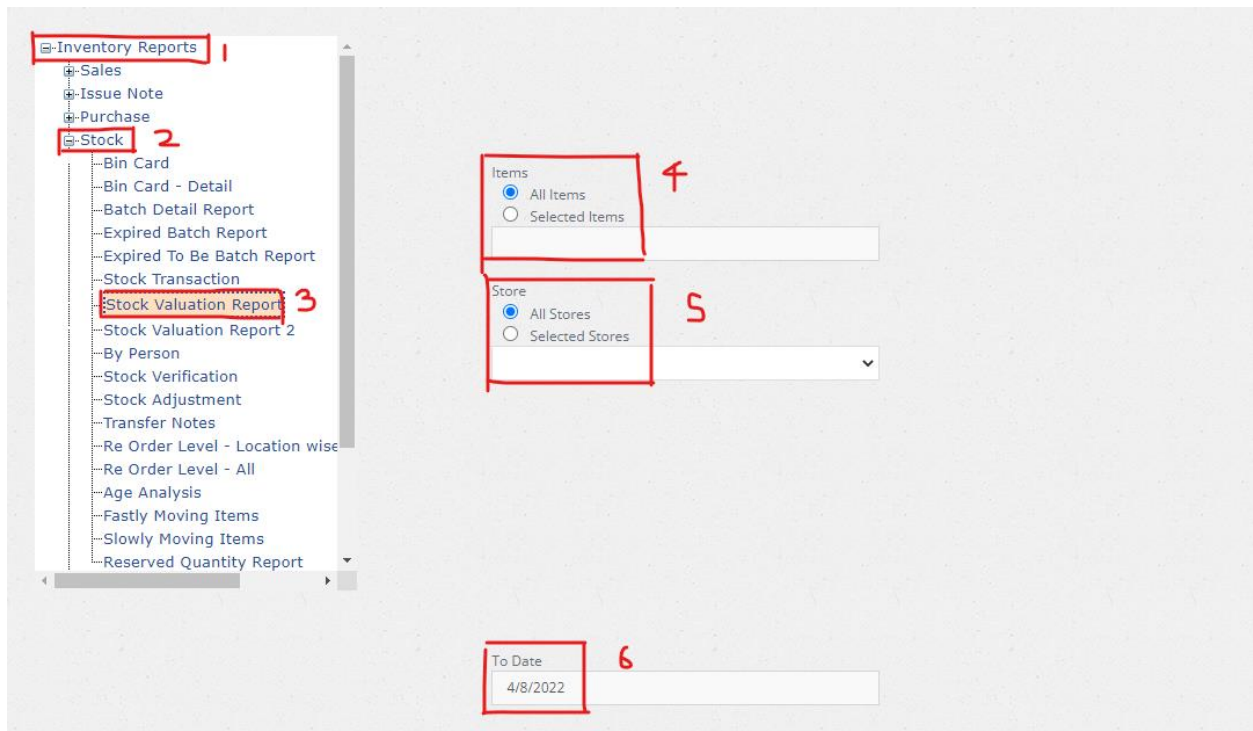 Inventory Reports 1
Sales
Issue Note
Purchase
Stock 2
Bin Card
Bin Card - Detail
Batch Detail Report
Expired Batch Report
Expired To Be Batch Report
Stock Transaction
Stock Valuation Report 3
Stock Valuation Report 2
By Person
Stock Verification
Stock Adjustment
Transfer Notes
Re Order Level - Location wise
Re Order Level - All
Age Analysis
Fastly Moving Items
Slowly Moving Items
Reserved Quantity Report
Items 4
All Items
Selected Items
Store 5
All Stores
Selected Stores
To Date 6
4/8/2022